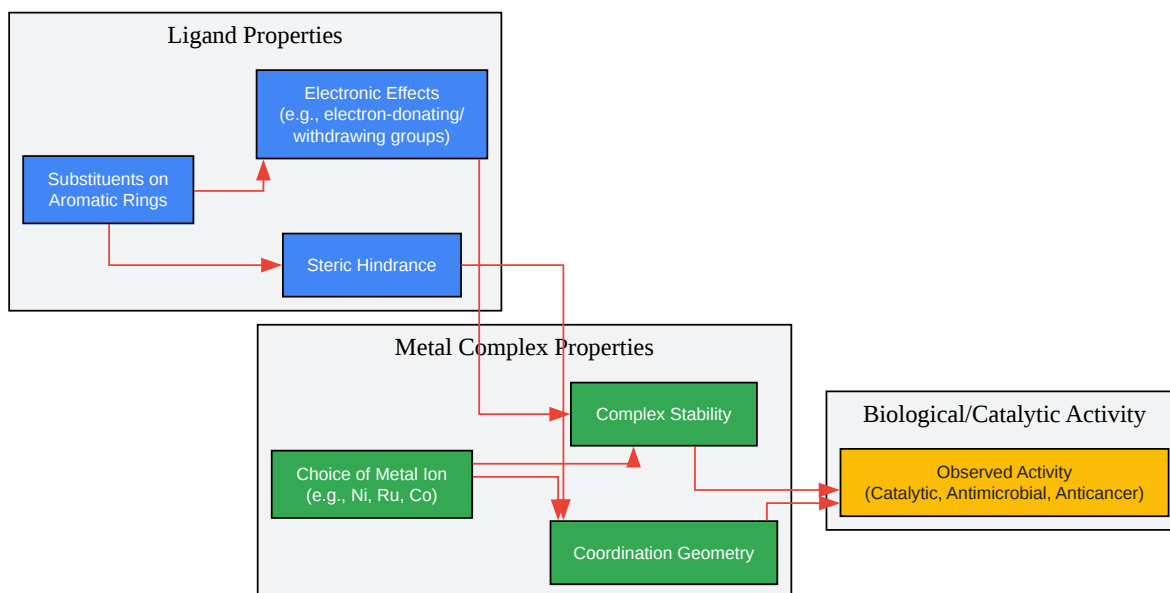 Ligand Properties
Electronic Effects
(e.g., electron-donating/
withdrawing groups)
Substituents on
Aromatic Rings
Steric Hindrance
Metal Complex Properties
Complex Stability
Choice of Metal Ion
(e.g., Ni, Ru, Co)
Coordination Geometry
Biological/Catalytic Activity
Observed Activity
(Catalytic, Antimicrobial, Anticancer)